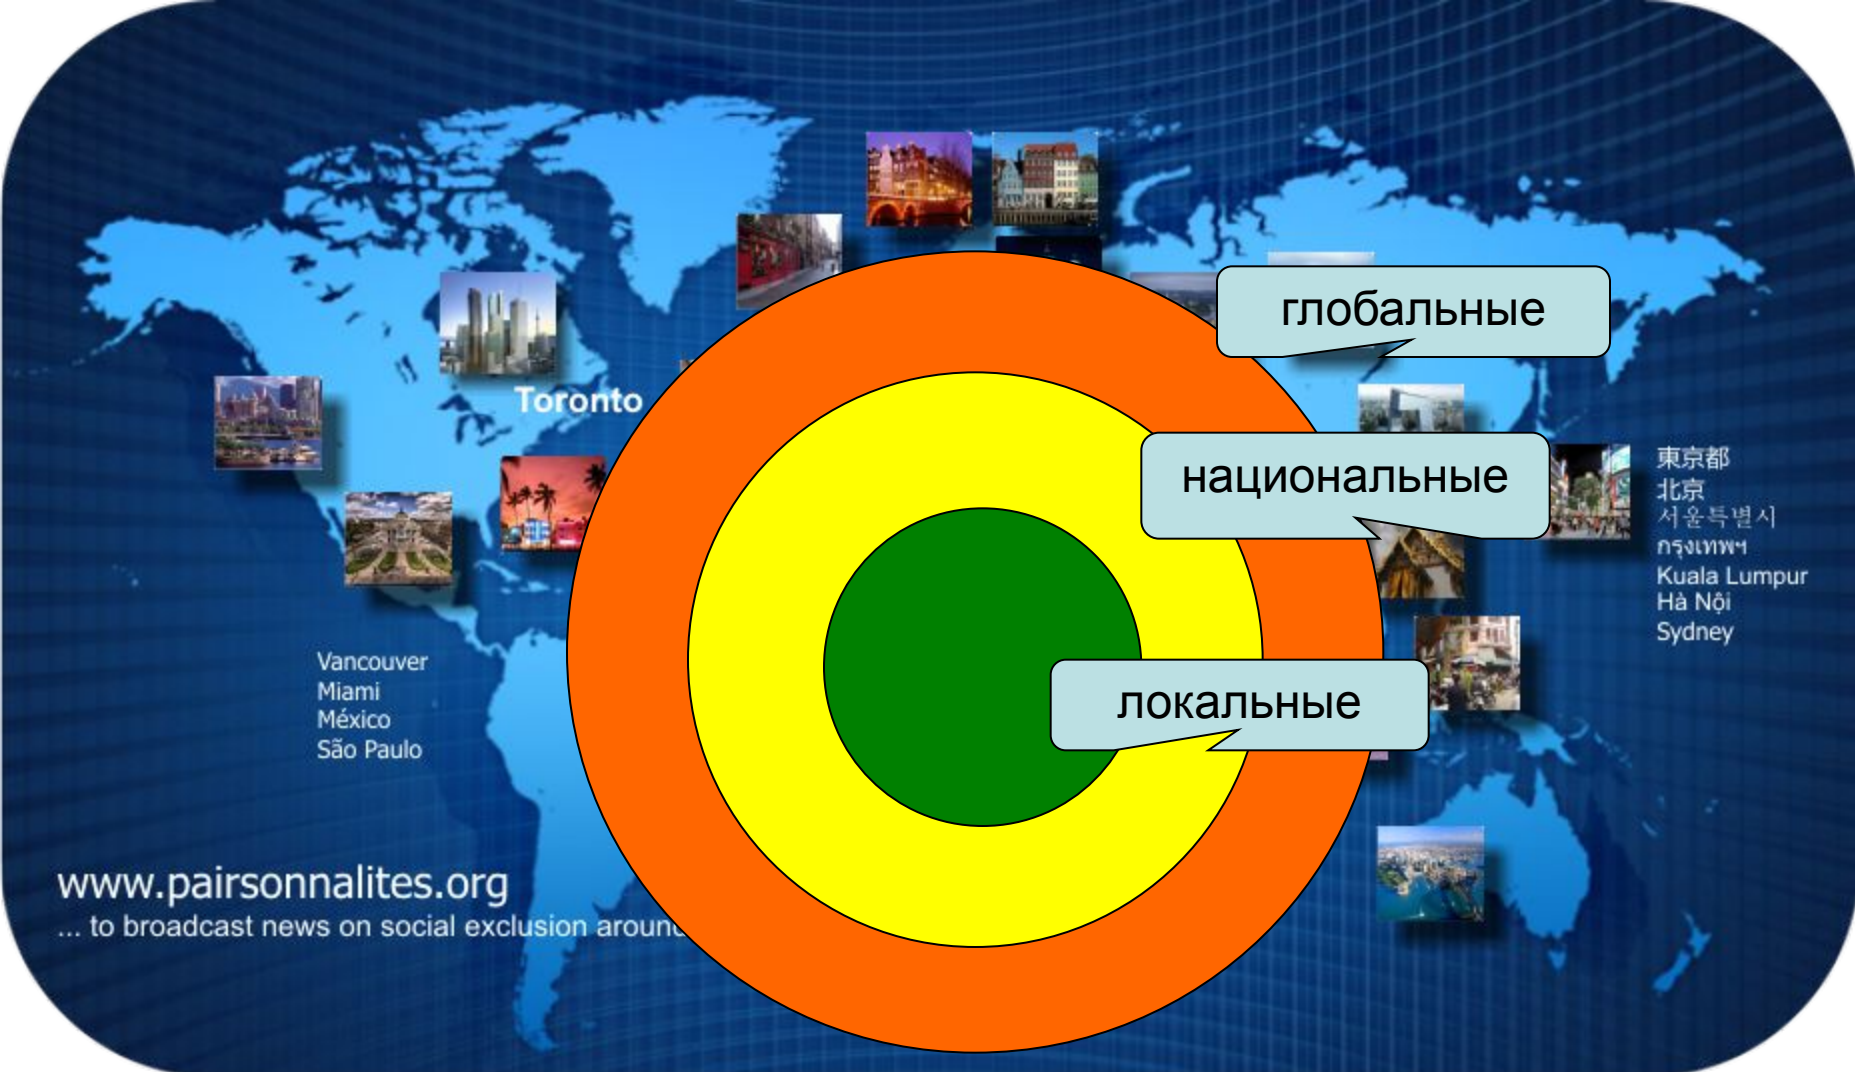 глобальные
Toronto
национальные
東京都
北京
서울특별시
กรุงเทพฯ
Kuala Lumpur
Hà Nội
Sydney
Vancouver
Miami
México
São Paulo
локальные
www.pairsonnalites.org
... to broadcast news on social exclusion